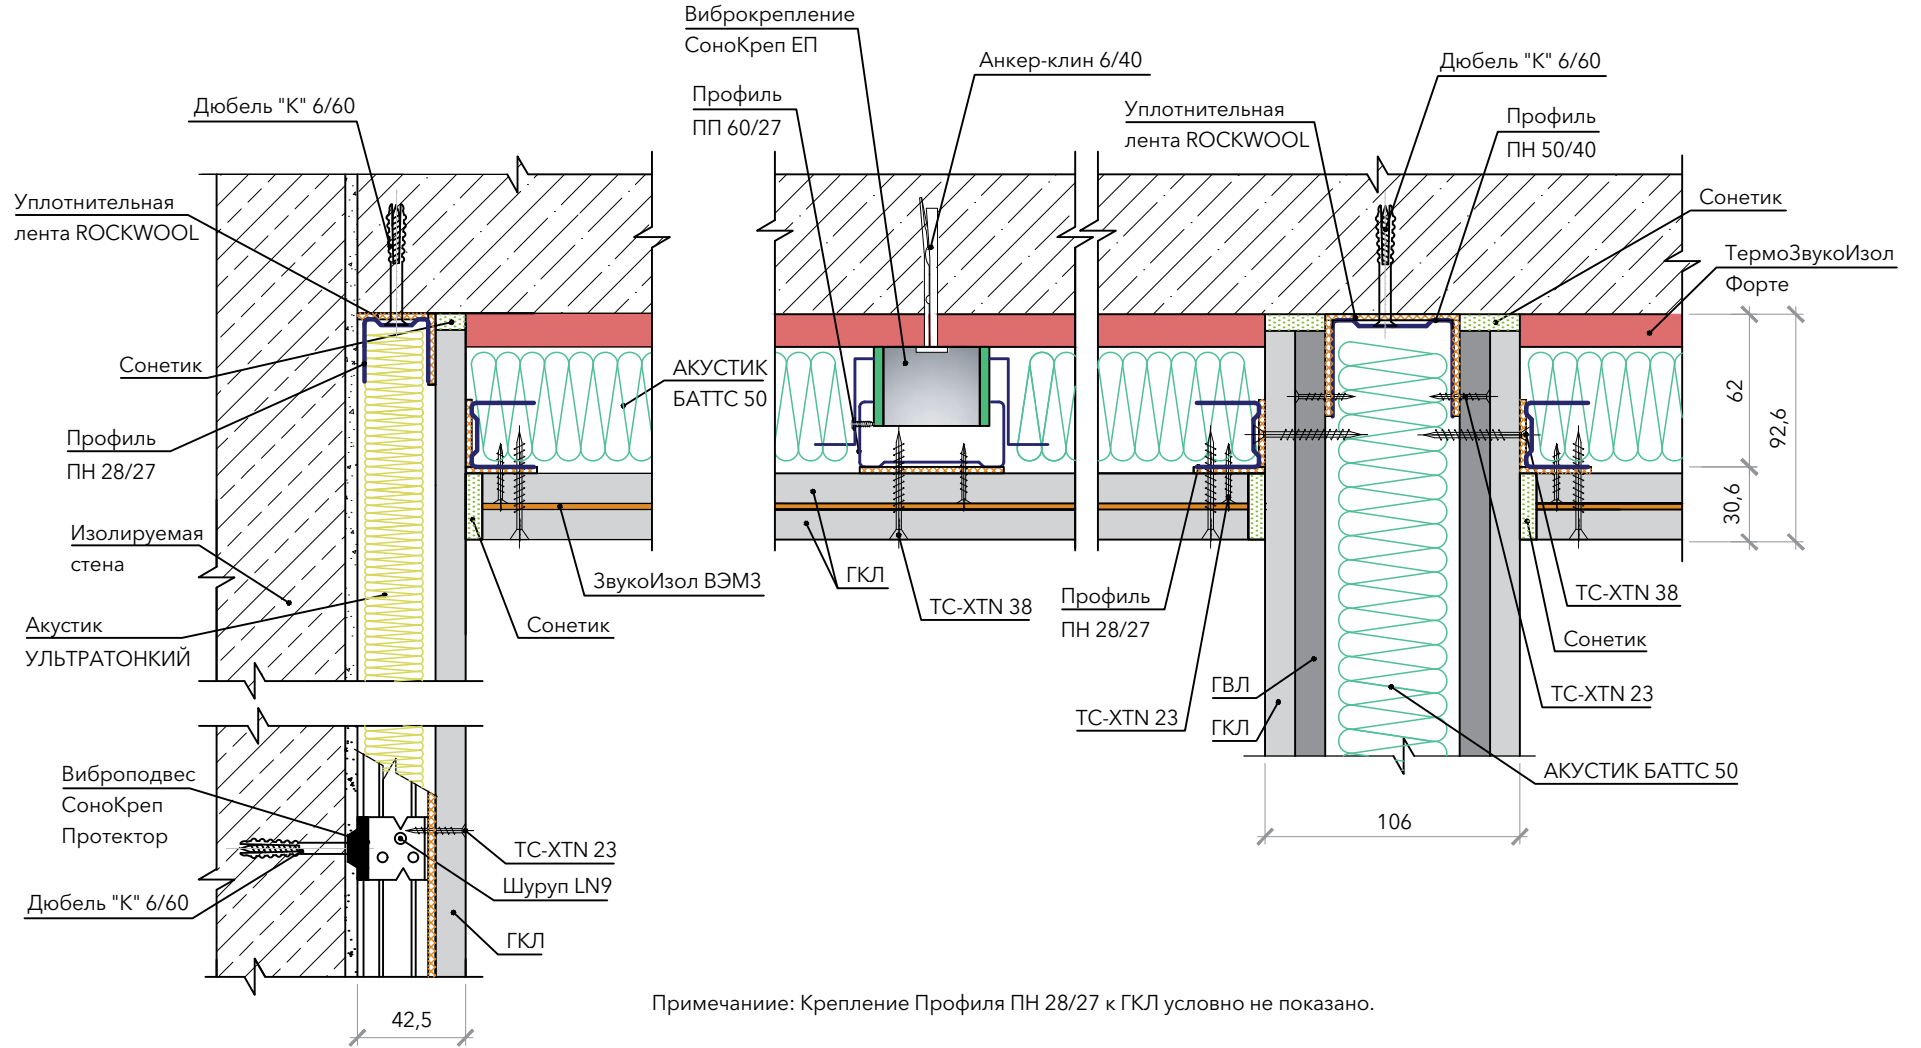 Виброкрепление
СоноКреп ЕП
Анкер-клин 6/40
Дюбель "К" 6/60
Профиль
ПП 60/27
Дюбель "К" 6/60
Уплотнительная
лента ROCKWOOL
Профиль
ПН 50/40
Уплотнительная
лента ROCKWOOL
Сонетик
ТермоЗвукоИзол
Форте
Сонетик
АКУСТИК
БАТТС 50
62
92,6
30,6
Профиль
ПН 28/27
Изолируемая
стена
ЗвукоИзол ВЭМЗ
ГКЛ
ТС-XTN 38
Профиль
ПН 28/27
ТС-XTN 38
Акустик
УЛЬТРАТОНКИЙ
Сонетик
Сонетик
ГВЛ
ГКЛ
ТС-XTN 23
ТС-XTN 23
АКУСТИК БАТТС 50
Виброподвес
СоноКреп
Протектор
106
ТС-XTN 23
Шуруп LN9
Дюбель "К" 6/60
ГКЛ
42,5
Примечаниие: Крепление Профиля ПН 28/27 к ГКЛ условно не показано.